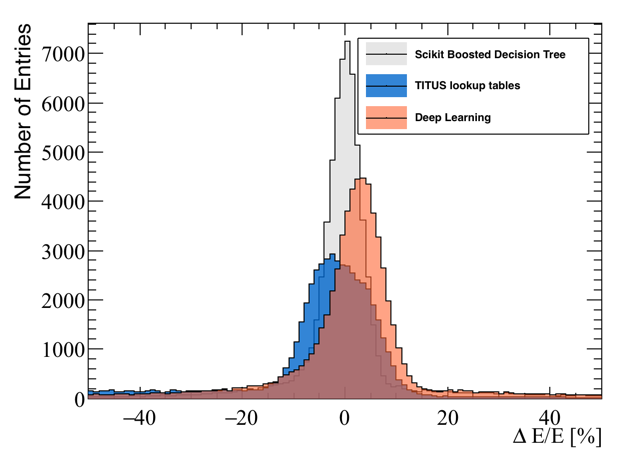 Number of Entries
7000
6000
5000
4000
3000
2000
1000
0
Scikit Boosted Decision Tree
TITUS lookup tables
Deep Learning
−40 −20 0 20 40
Δ E/E [%]